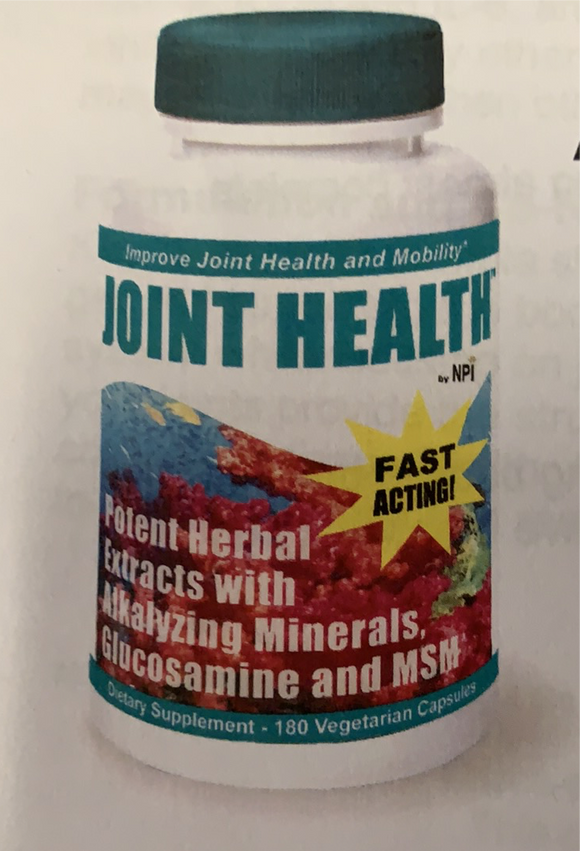 Improve Joint Health and Mobility*
JOINT HEALTH™
by NPI
FAST
ACTING!
Potent Herbal
Extracts with
Alkalyzing Minerals,
Glucosamine and MSM
Dietary Supplement - 180 Vegetarian Capsules